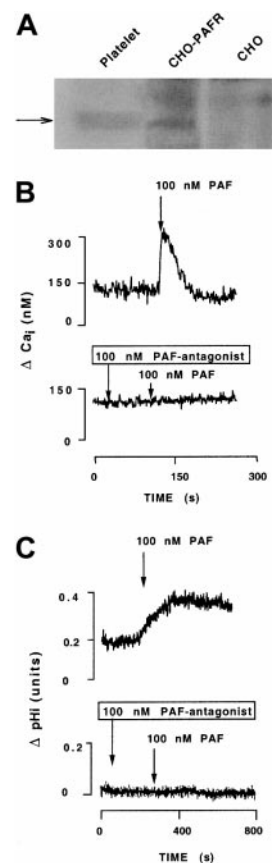 A
Platelet
CHO-PAFR
CHO
B
100 nM PAF
300
150
0
Δ Cai (nM)
100 nM PAF-antagonist
100 nM PAF
150
0
0 150 300
TIME (s)
C
100 nM PAF
0.4
0.2
0
Δ pHi (units)
100 nM PAF-antagonist
0.2
100 nM PAF
0
0 400 800
TIME (s)